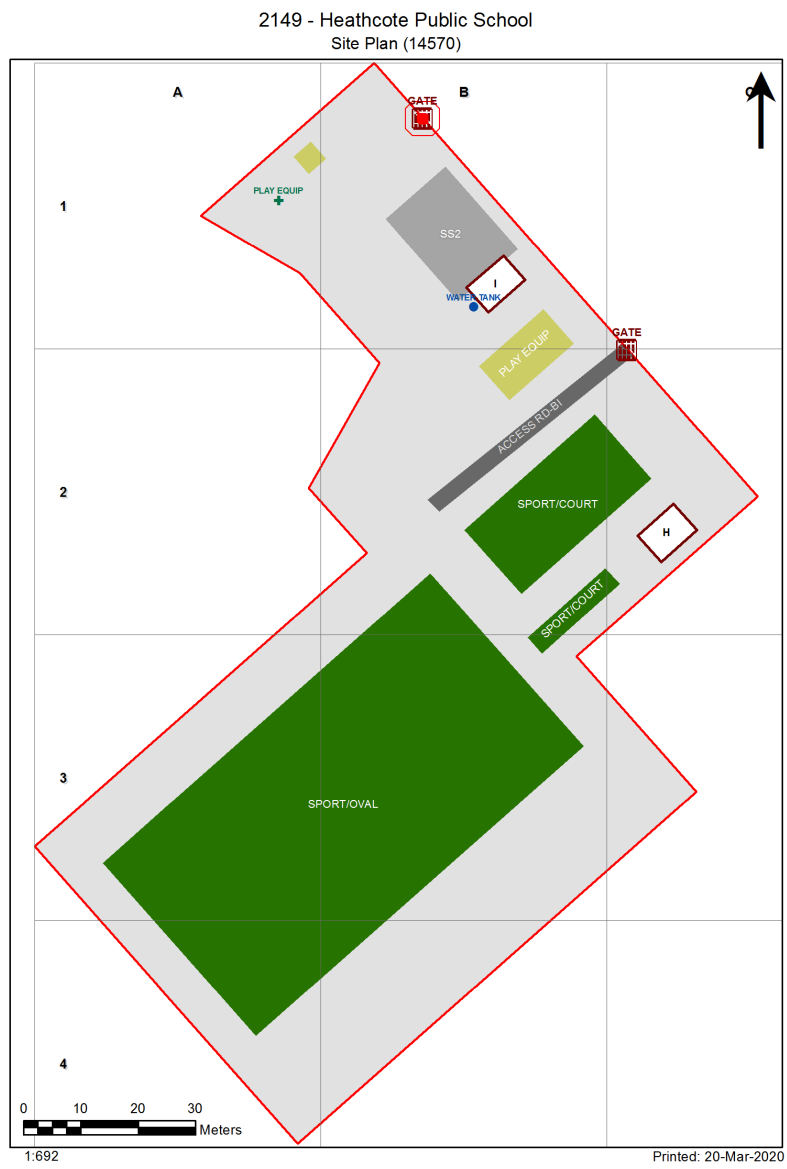 2149 - Heathcote Public School
Site Plan (14570)
A
B
C
GATE
PLAY EQUIP
1
SS2
I
WATER TANK
GATE
PLAY EQUIP
ACCESS RD-BI
2
SPORT/COURT
H
SPORT/COURT
3
SPORT/OVAL
4
0 10 20 30
Meters
1:692
Printed: 20-Mar-2020